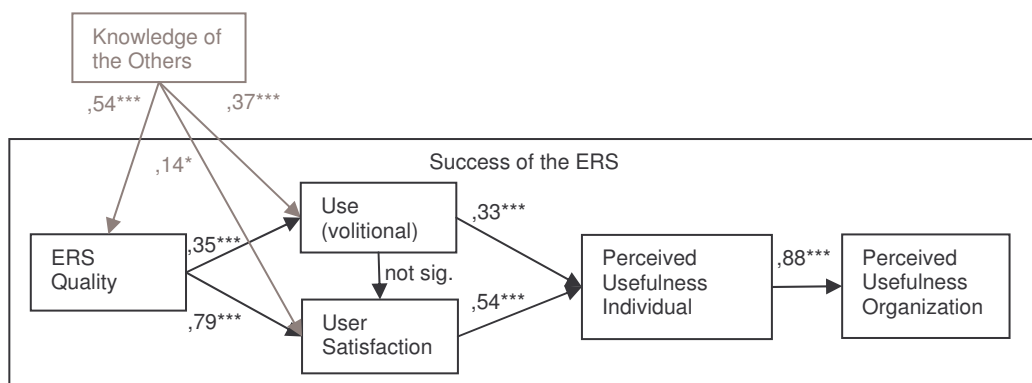 Knowledge of
the Others
,54***
,37***
,14*
Success of the ERS
Use
(volitional)
,33***
,35***
ERS
Quality
not sig.
Perceived
Usefulness
Individual
,88***
Perceived
Usefulness
Organization
,54***
,79***
User
Satisfaction